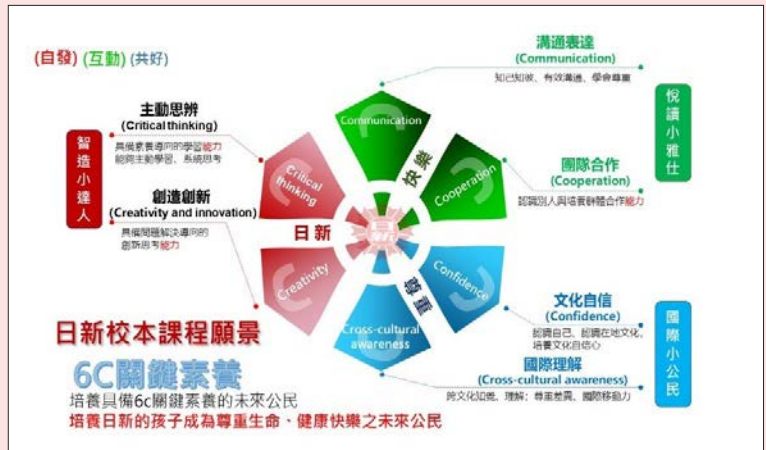 (自發)(互動)(共好)
溝通表達
(Communication)
知己知彼、有效溝通、學會尊重
悅讀小雅仕
主動思辨
(Critical thinking)
具備素養導向的學習能力
能夠主動學習、系統思考
智造小達人
創造創新
(Creativity and innovation)
具備問題解決導向的
創新思考能力
團隊合作
(Cooperation)
認識別人與培養群體合作能力
Communication
Critical thinking
Cooperation
快樂
日新
尊重
Creativity
Confidence
Cross-cultural awareness
文化自信
(Confidence)
認識自己、認識在地文化、
培養文化自信心
國際小公民
國際理解
(Cross-cultural awareness)
跨文化知識、理解；尊重差異、國際移動力
日新校本課程願景
6C關鍵素養
培養具備6c關鍵素養的未來公民
培養日新的孩子成為尊重生命、健康快樂之未來公民